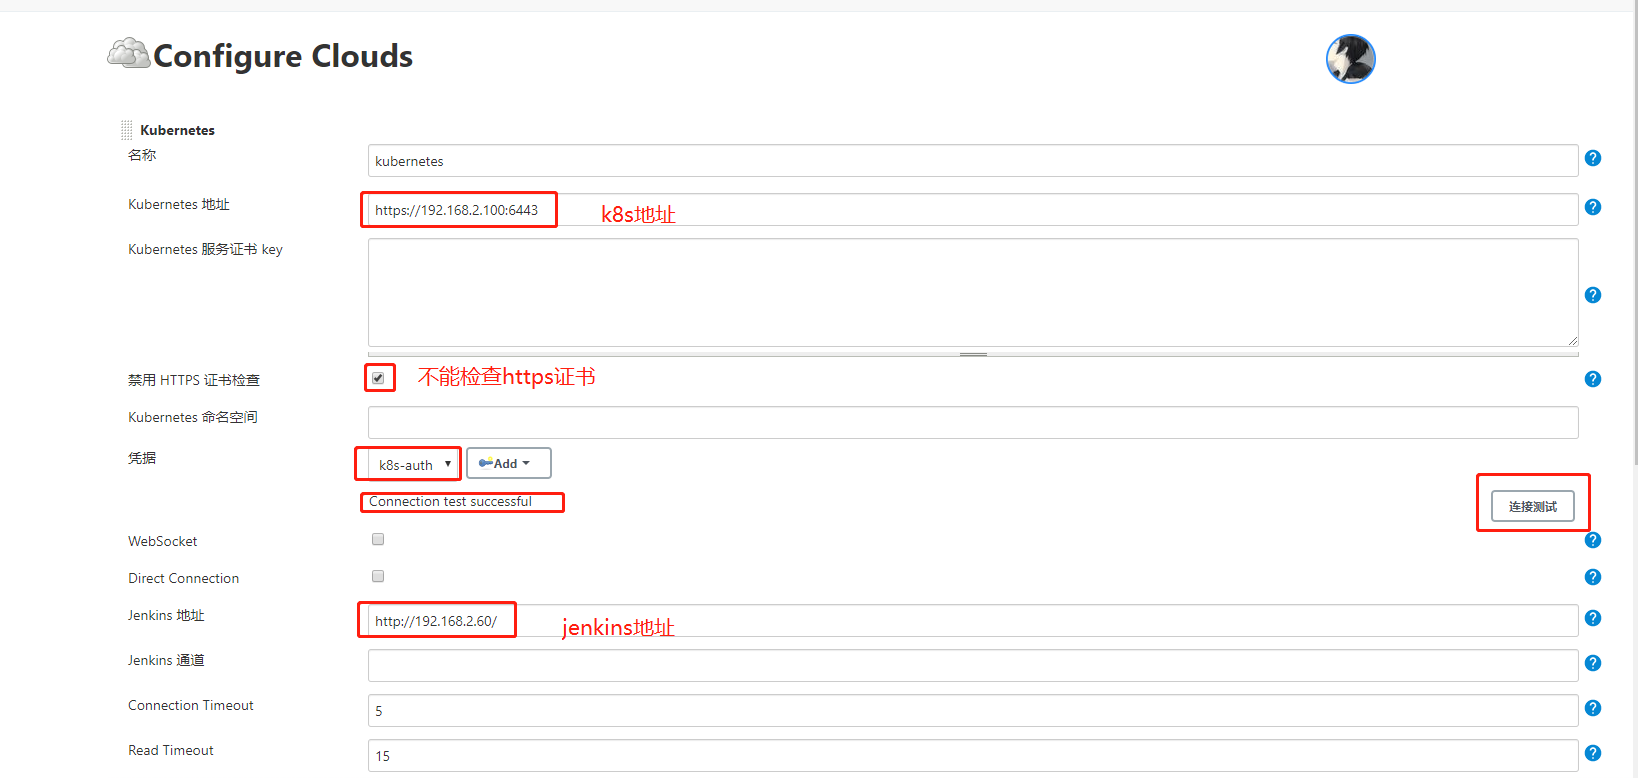 Configure Clouds
Kubernetes
名称
kubernetes
?
Kubernetes 地址
https://192.168.2.100:6443
k8s地址
?
Kubernetes 服务证书 key
?
禁用 HTTPS 证书检查
不能检查https证书
?
Kubernetes 命名空间
凭据
k8s-auth
Add
Connection test successful
连接测试
WebSocket
?
Direct Connection
?
Jenkins 地址
http://192.168.2.60/
jenkins地址
?
Jenkins 通道
?
Connection Timeout
5
?
Read Timeout
15
?